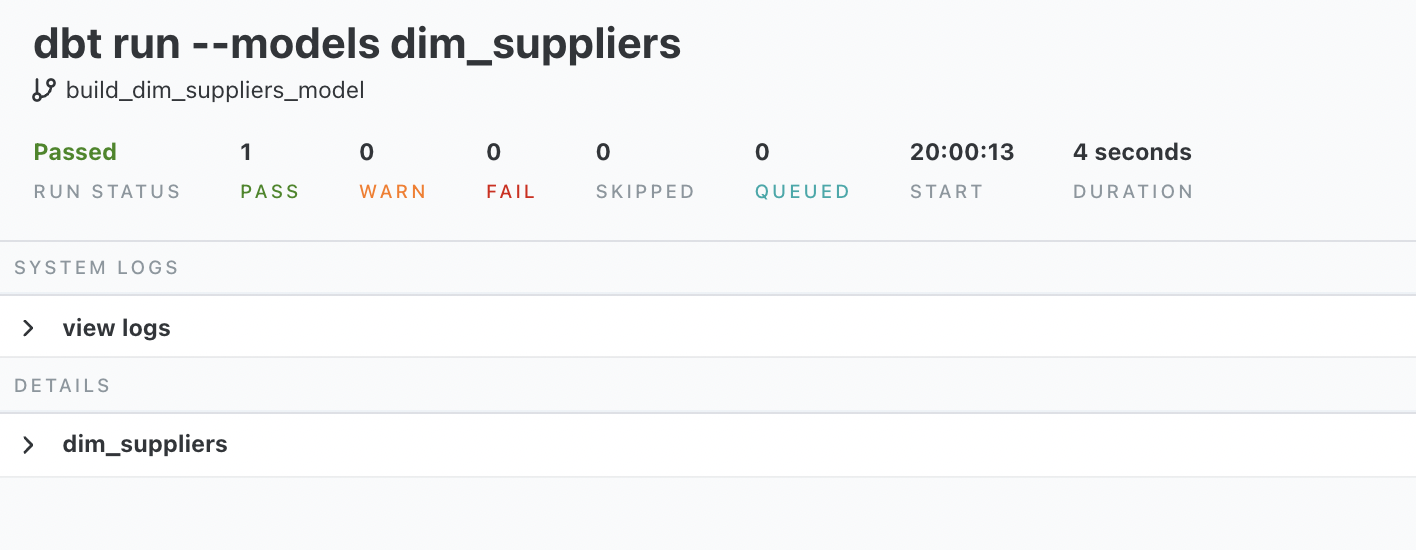 dbt run --models dim_suppliers
build_dim_suppliers_model
Passed 1 0 0 0 0 20:00:13 4 seconds
RUN STATUS PASS WARN FAIL SKIPPED QUEUED START DURATION
SYSTEM LOGS
view logs
DETAILS
dim_suppliers